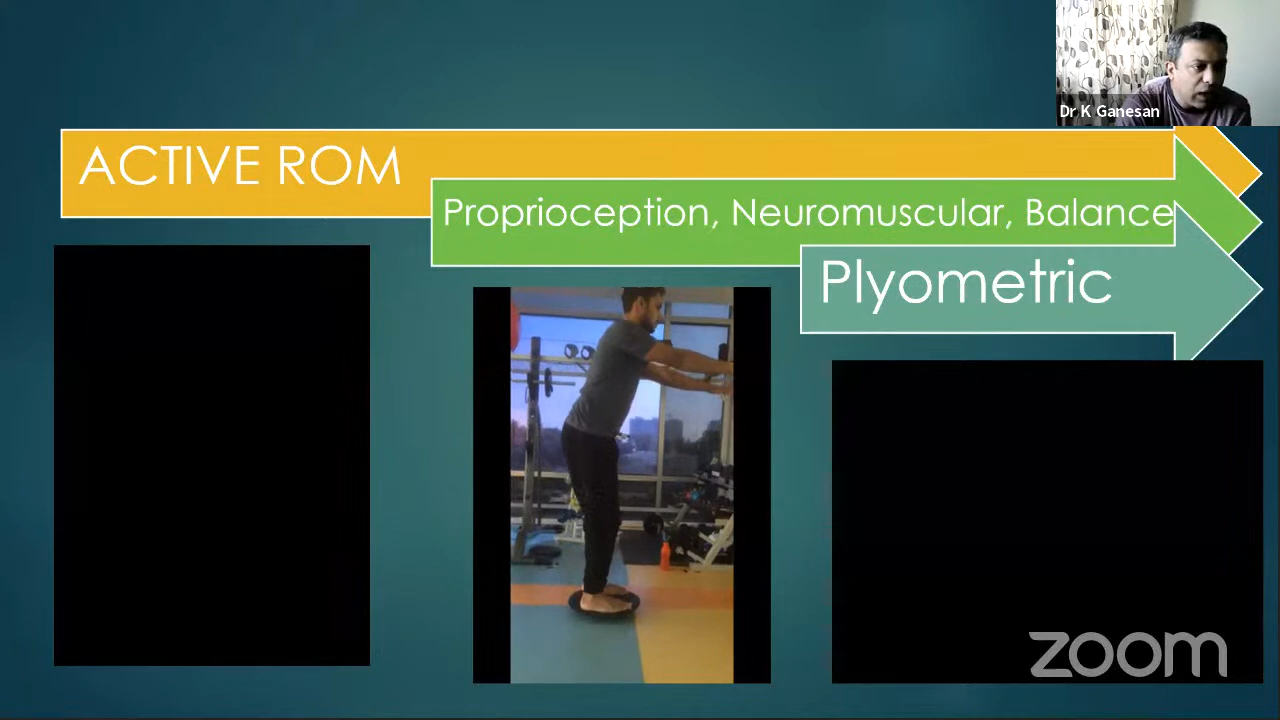 Dr K Ganesan
ACTIVE ROM
Proprioception, Neuromuscular, Balance
Plyometric
zoom